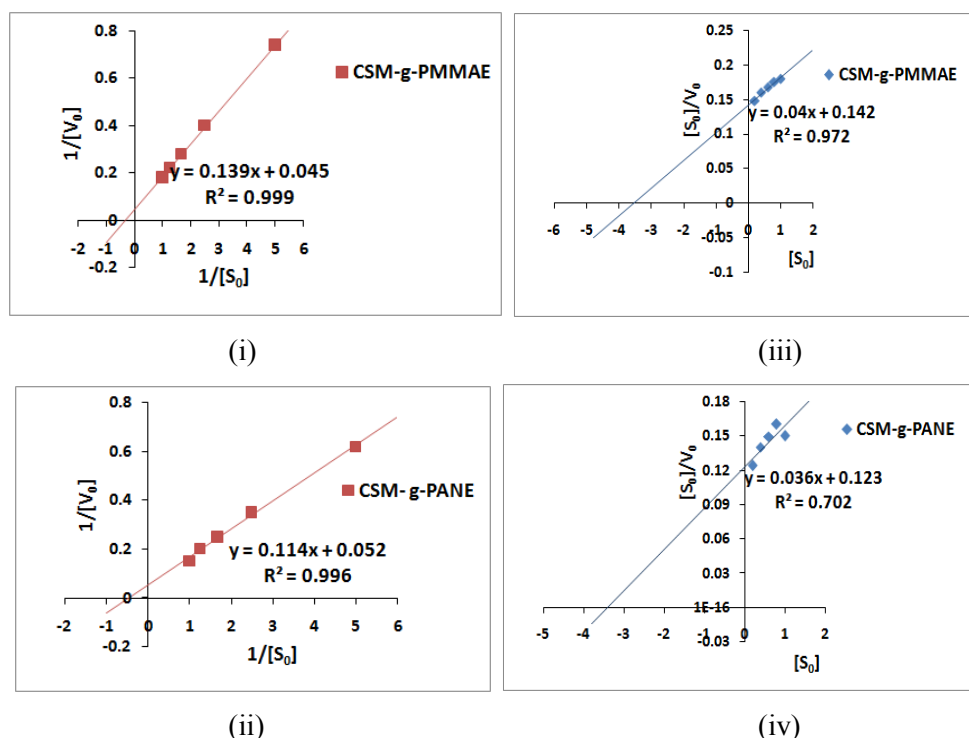 0.8
0.6
0.4
0.2
0
-0.2
-2 -1 0 1 2 3 4 5 6
1/[V₀]
1/[S₀]
CSM-g-PMMAE
y = 0.139x + 0.045
R² = 0.999
(i)
0.25
0.2
0.15
0.1
0.05
0
-0.05
-0.1
-6 -5 -4 -3 -2 -1 0 1 2
[S₀]/V₀
[S₀]
CSM-g-PMMAE
y = 0.04x + 0.142
R² = 0.972
(iii)
0.8
0.6
0.4
0.2
0
-0.2
-2 -1 0 1 2 3 4 5 6
1/[V₀]
1/[S₀]
CSM- g-PANE
y = 0.114x + 0.052
R² = 0.996
(ii)
0.18
0.15
0.12
0.09
0.06
0.03
1E-16
-0.03
-5 -4 -3 -2 -1 0 1 2
[S₀]/V₀
[S₀]
CSM-g-PANE
y = 0.036x + 0.123
R² = 0.702
(iv)